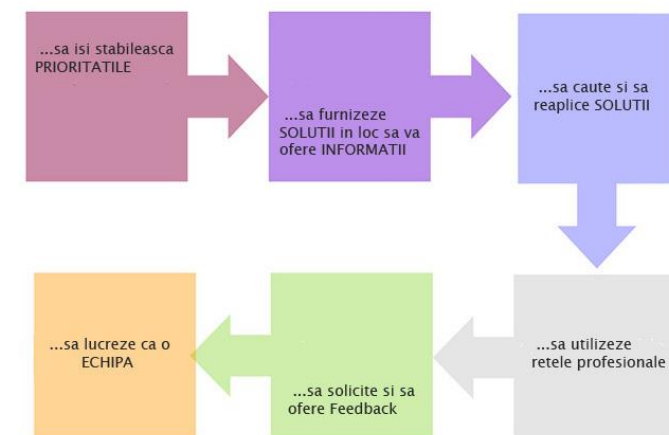 ...sa isi stabileasca
PRIORITATILE
...sa furnizeze
SOLUTII in loc sa va
ofere INFORMATII
...sa caute si sa
reaplice SOLUTII
...sa utilizeze
retele profesionale
...sa solicite si sa
ofere Feedback
...sa lucreze ca o
ECHIPA